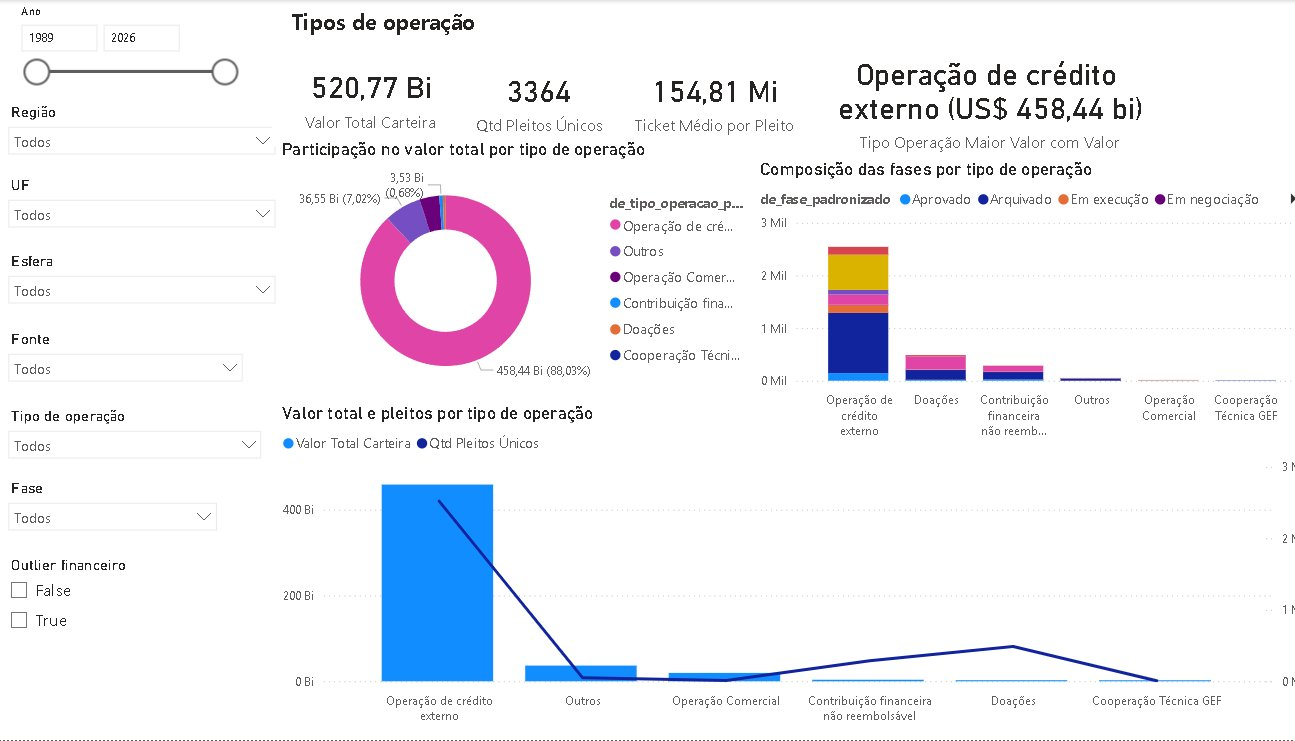 Ano
1989
2026
Região
Todos
UF
Todos
Esfera
Todos
Fonte
Todos
Tipo de operação
Todos
Fase
Todos
Outlier financeiro
False
True
Tipos de operação
520,77 Bi
Valor Total Carteira
3364
Qtd Pleitos Únicos
154,81 Mi
Ticket Médio por Pleito
Operação de crédito
externo (US$ 458,44 bi)
Tipo Operação Maior Valor com Valor
Participação no valor total por tipo de operação
3,53 Bi
(0,68%)
36,55 Bi (7,02%)
458,44 Bi (88,03%)
de_tipo_operacao_p...
Operação de cré...
Outros
Operação Comer...
Contribuição fina...
Doações
Cooperação Técni...
Composição das fases por tipo de operação
de_fase_padronizado Aprovado Arquivado Em execução Em negociação
3 Mil
2 Mil
1 Mil
0 Mil
Operação de
crédito
externo
Doações
Contribuição
financeira
não reemb...
Outros
Operação
Comercial
Cooperação
Técnica GEF
Valor total e pleitos por tipo de operação
Valor Total Carteira Qtd Pleitos Únicos
400 Bi
200 Bi
0 Bi
3
2
1
0
Operação de crédito
externo
Outros
Operação Comercial
Contribuição financeira
não reembolsável
Doações
Cooperação Técnica GEF